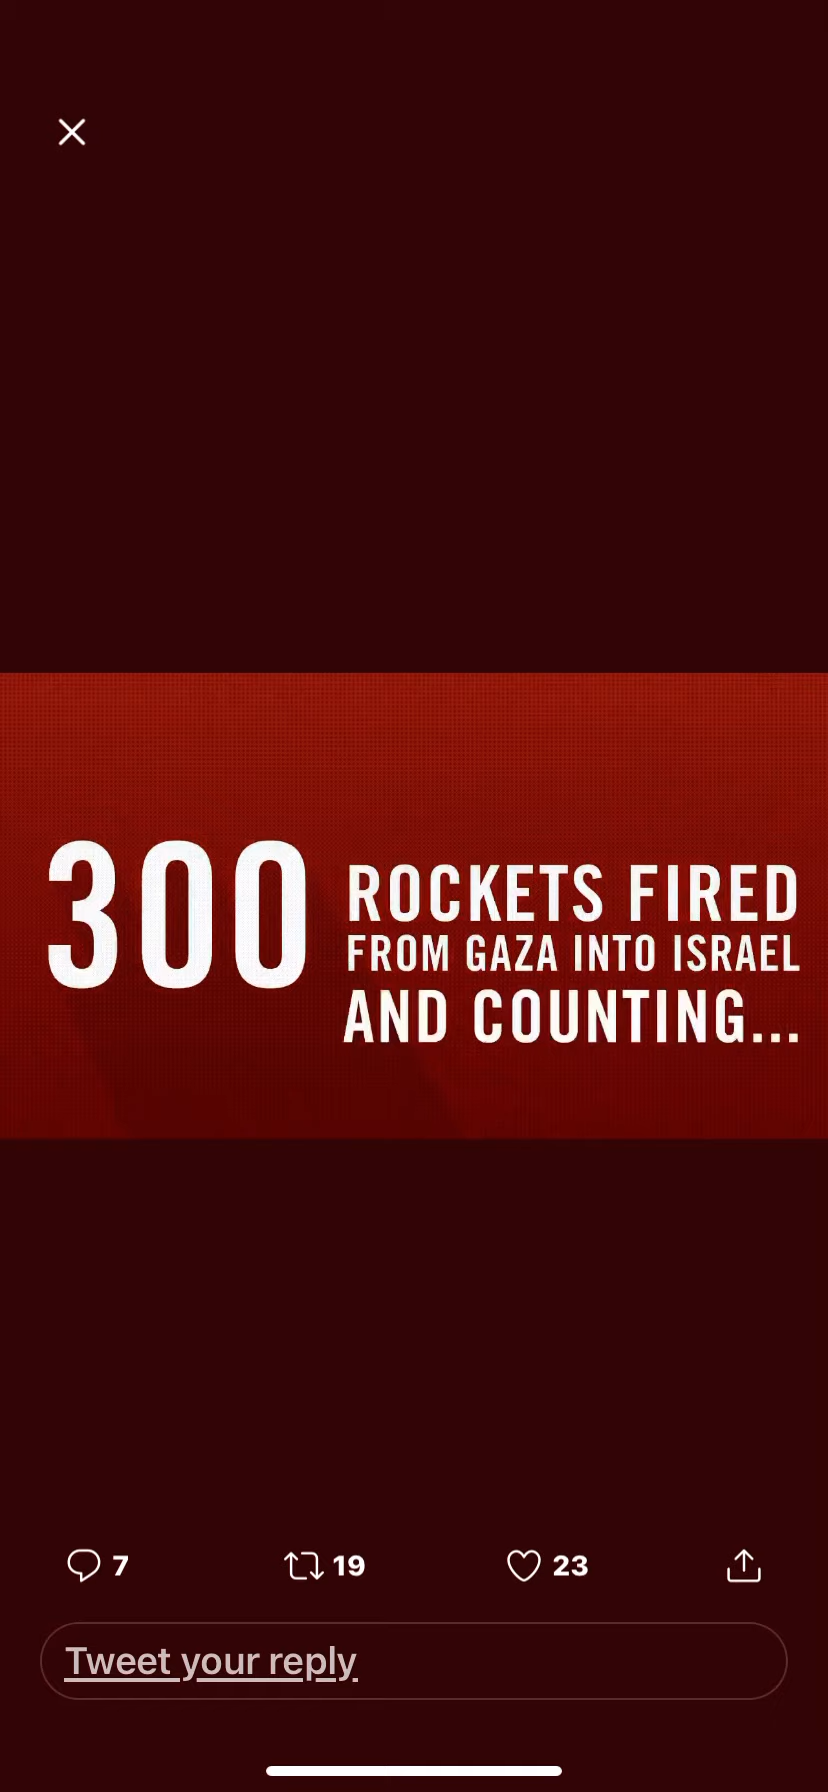 300
ROCKETS FIRED
FROM GAZA INTO ISRAEL
AND COUNTING...
7
19
23
Tweet your reply